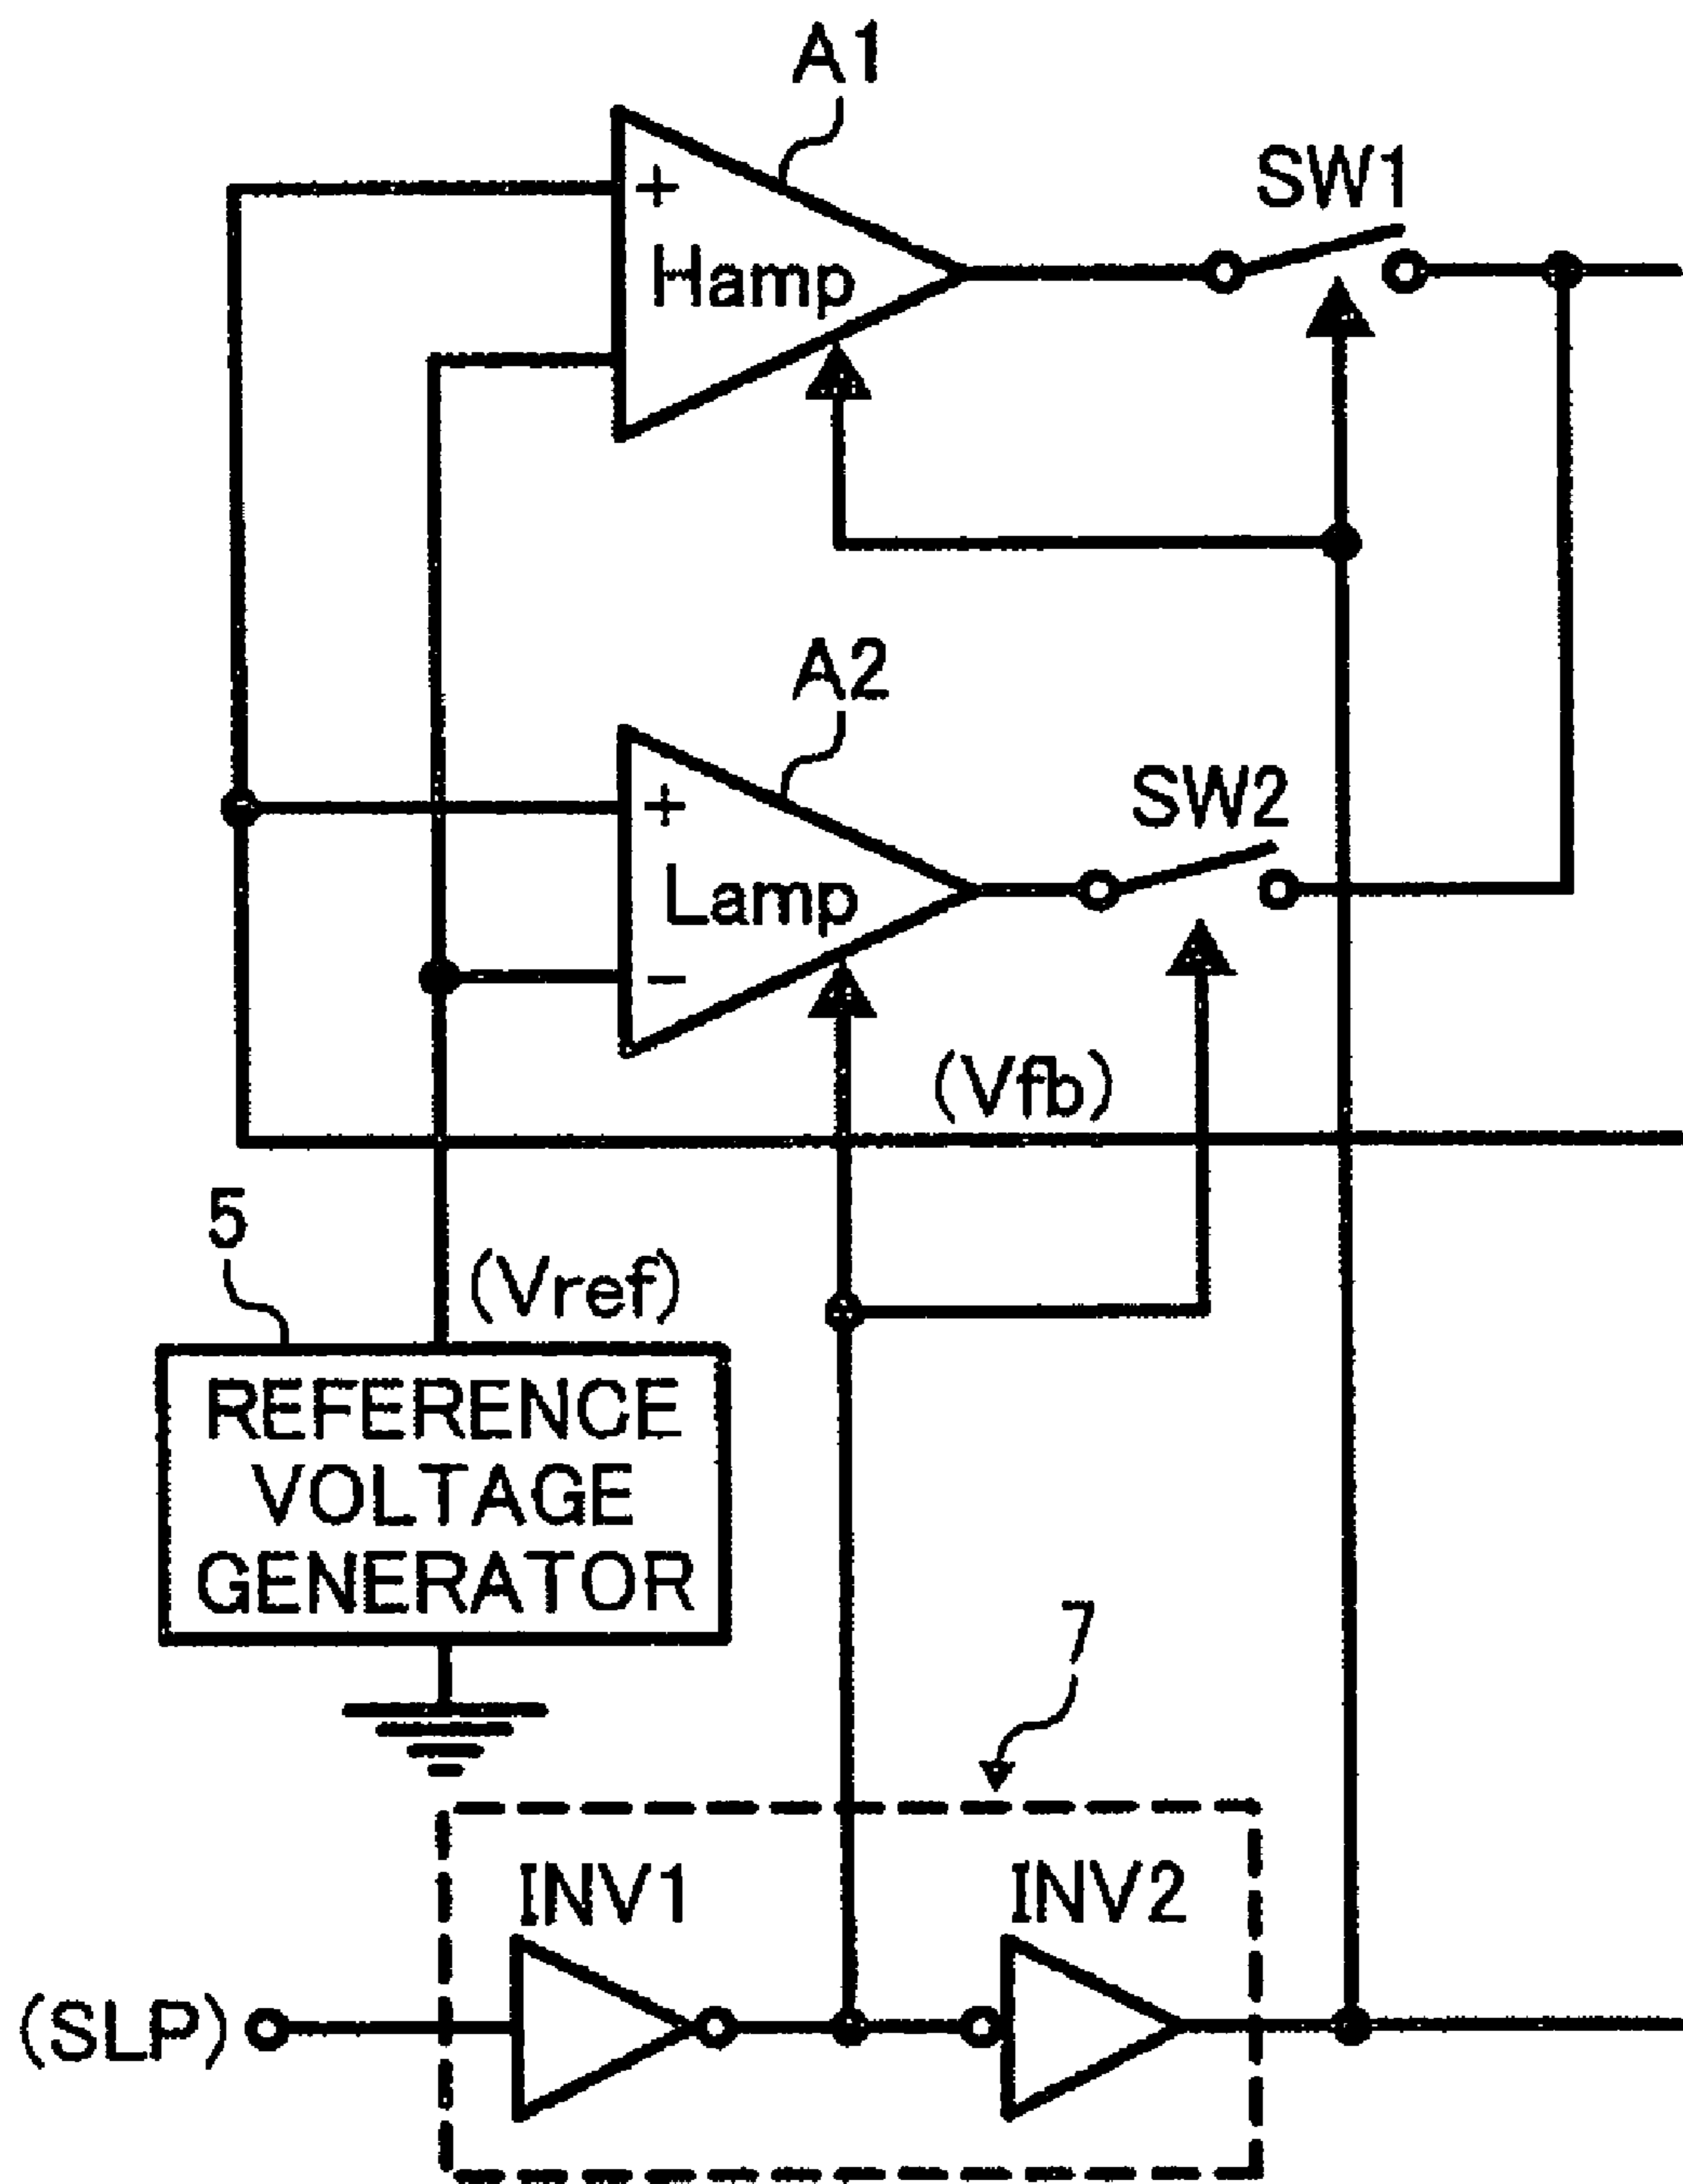 A1
SW1
+
Hamp
A2
SW2
+
Lamp
−
(Vfb)
5
(Vref)
REFERENCE
VOLTAGE
GENERATOR
7
INV1
INV2
(SLP)